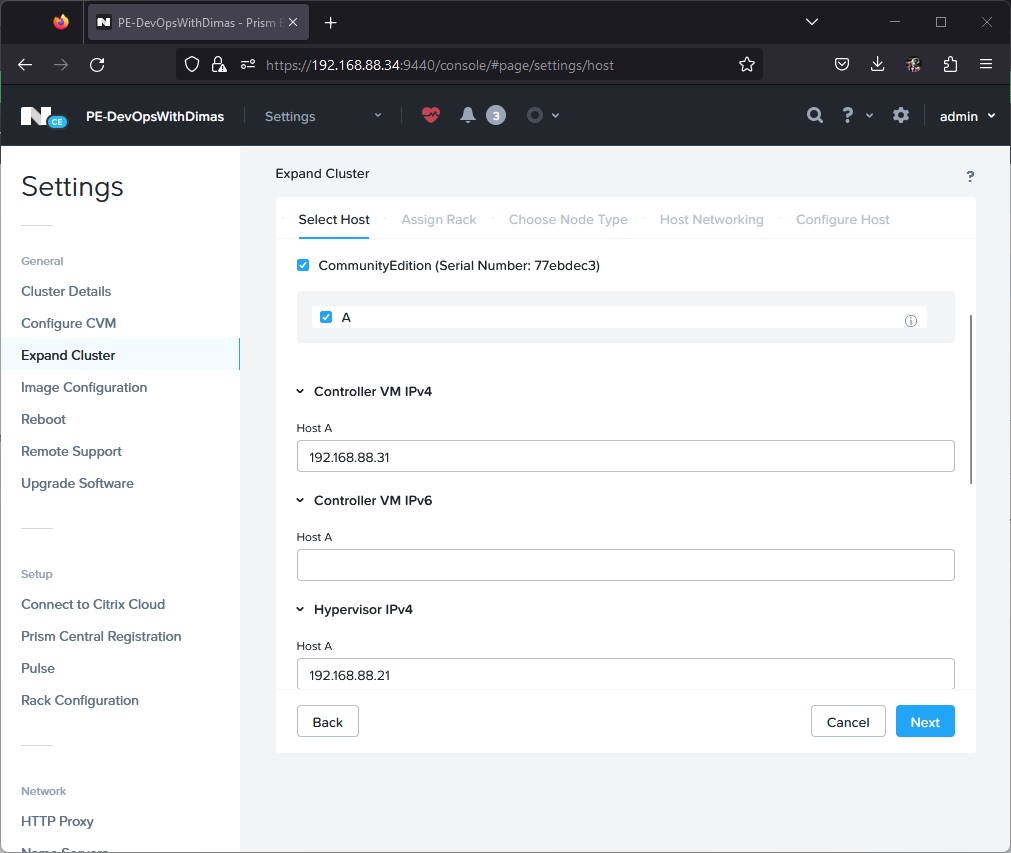 PE-DevOpsWithDimas - Prism E
https://192.168.88.34:9440/console/#page/settings/host
N CE PE-DevOpsWithDimas Settings 3 ? admin
Settings
General
Cluster Details
Configure CVM
Expand Cluster
Image Configuration
Reboot
Remote Support
Upgrade Software
Setup
Connect to Citrix Cloud
Prism Central Registration
Pulse
Rack Configuration
Network
HTTP Proxy
Name Servers
Expand Cluster ?
Select Host Assign Rack Choose Node Type Host Networking Configure Host
CommunityEdition (Serial Number: 77ebdec3)
A
Controller VM IPv4
Host A
192.168.88.31
Controller VM IPv6
Host A
Hypervisor IPv4
Host A
192.168.88.21
Back Cancel Next